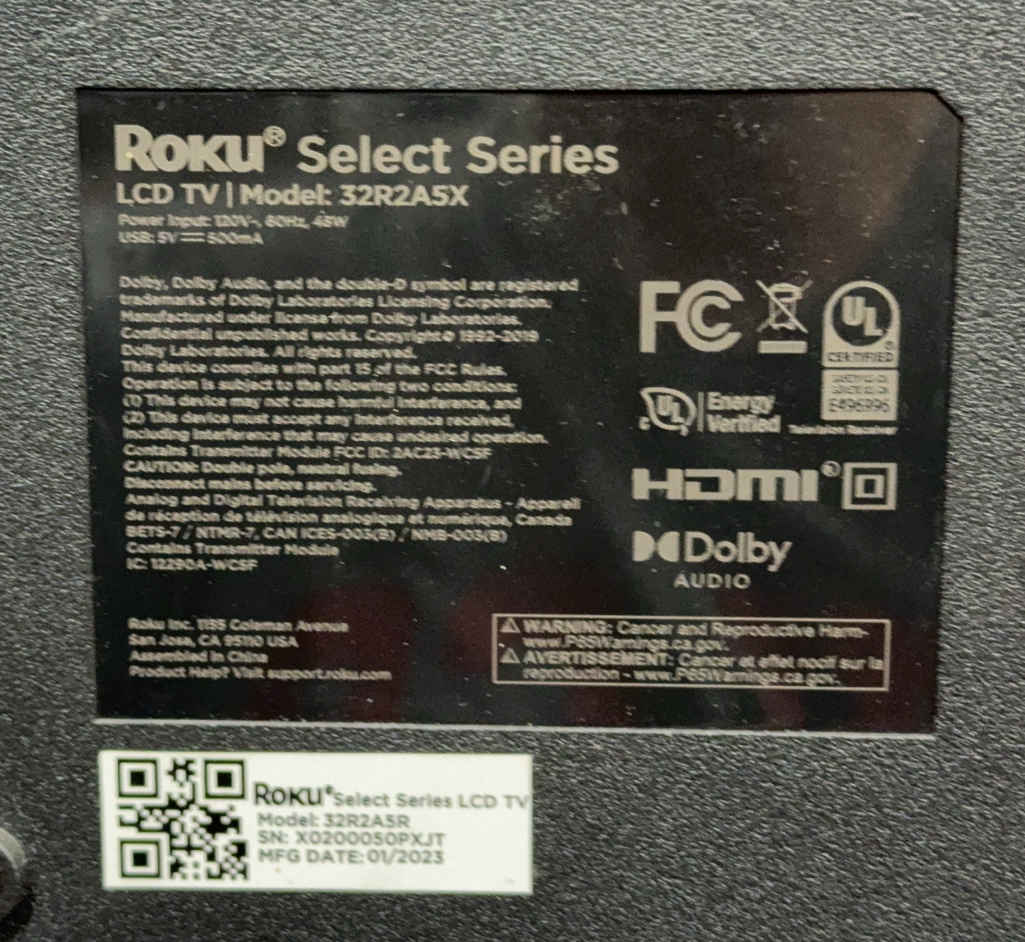 Roku® Select Series
LCD TV | Model: 32R2A5X
Power Input: 120V~, 60Hz, 48W
USB: 5V ⎓ 500mA
Dolby, Dolby Audio, and the double-D symbol are registered
trademarks of Dolby Laboratories Licensing Corporation.
Manufactured under license from Dolby Laboratories.
Confidential unpublished works. Copyright © 1992-2019
Dolby Laboratories. All rights reserved.
This device complies with part 15 of the FCC Rules.
Operation is subject to the following two conditions:
(1) This device may not cause harmful interference, and
(2) This device must accept any interference received,
including interference that may cause undesired operation.
Contains Transmitter Module FCC ID: 2AC23-WC5F
CAUTION: Double pole, neutral fusing.
Disconnect mains before servicing.
Analog and Digital Television Receiving Apparatus - Appareil
de réception de télévision analogique et numérique, Canada
BETS-7 / NTMR-7, CAN ICES-003(B) / NMB-003(B)
Contains Transmitter Module
IC: 12290A-WC5F
FC
UL
®
CERTIFIED
E496996
c UL
Energy
Verified
HDMI®
Dolby
AUDIO
Roku Inc. 1155 Coleman Avenue
San Jose, CA 95110 USA
Assembled in China
Product Help? Visit support.roku.com
WARNING: Cancer and Reproductive Harm-
www.P65Warnings.ca.gov.
AVERTISSEMENT: Cancer et effet nocif sur la
reproduction - www.P65Warnings.ca.gov.
Roku® Select Series LCD TV
Model: 32R2A5R
SN: X0200050PXJT
MFG DATE: 01/2023